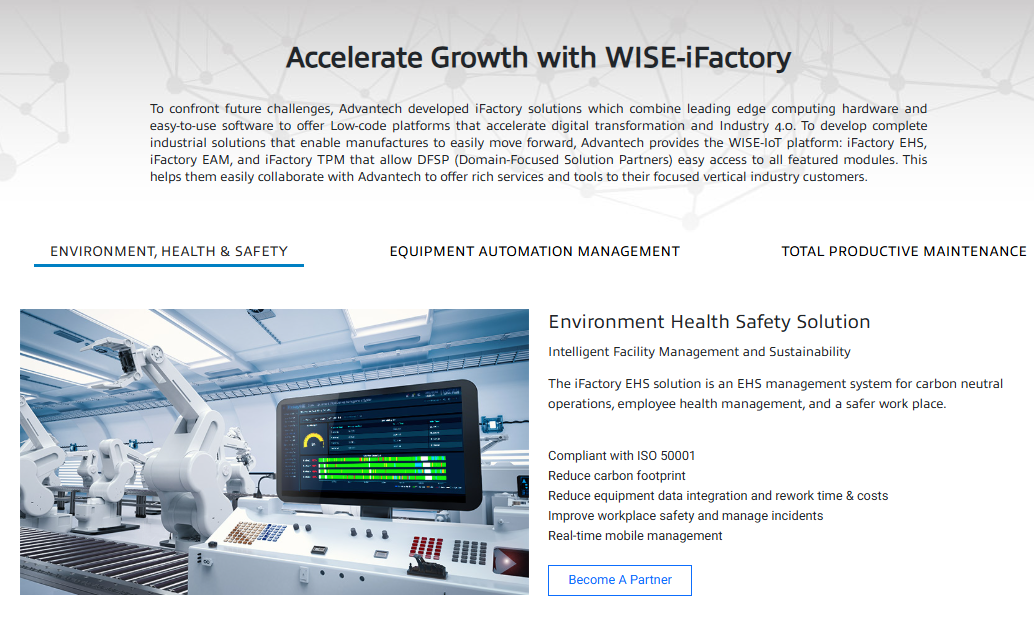 Accelerate Growth with WISE-iFactory
To confront future challenges, Advantech developed iFactory solutions which combine leading edge computing hardware and
easy-to-use software to offer Low-code platforms that accelerate digital transformation and Industry 4.0. To develop complete
industrial solutions that enable manufactures to easily move forward, Advantech provides the WISE-IoT platform: iFactory EHS,
iFactory EAM, and iFactory TPM that allow DFSP (Domain-Focused Solution Partners) easy access to all featured modules. This
helps them easily collaborate with Advantech to offer rich services and tools to their focused vertical industry customers.
ENVIRONMENT, HEALTH & SAFETY
EQUIPMENT AUTOMATION MANAGEMENT
TOTAL PRODUCTIVE MAINTENANCE
Environment Health Safety Solution
Intelligent Facility Management and Sustainability
The iFactory EHS solution is an EHS management system for carbon neutral
operations, employee health management, and a safer work place.
Compliant with ISO 50001
Reduce carbon footprint
Reduce equipment data integration and rework time & costs
Improve workplace safety and manage incidents
Real-time mobile management
Become A Partner